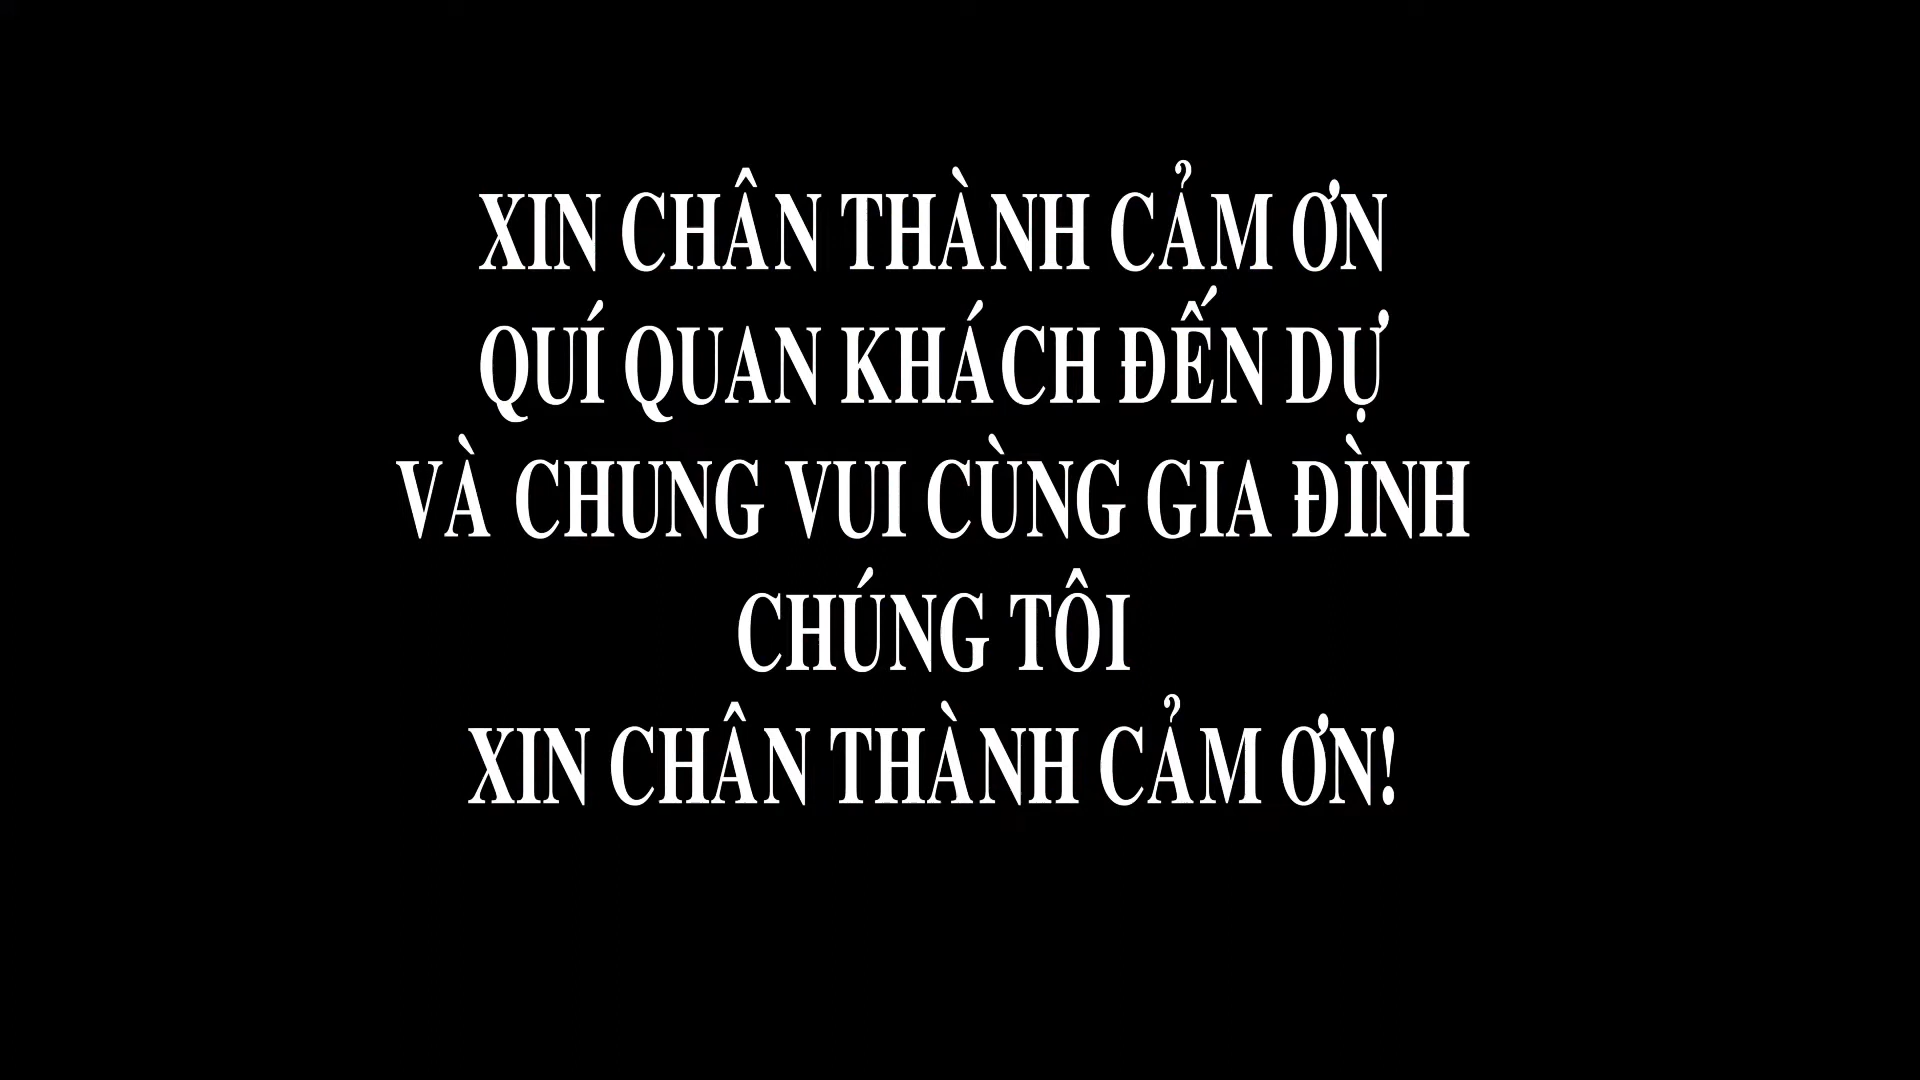 XIN CHÂN THÀNH CẢM ƠN
QUÍ QUAN KHÁCH ĐẾN DỰ
VÀ CHUNG VUI CÙNG GIA ĐÌNH
CHÚNG TÔI
XIN CHÂN THÀNH CẢM ƠN!